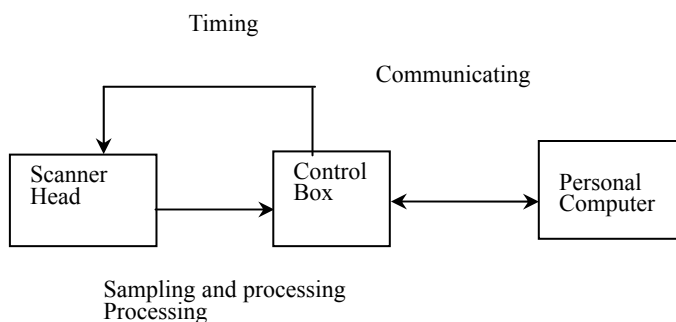 Timing
Communicating
Scanner
Head
Control
Box
Personal
Computer
Sampling and processing
Processing